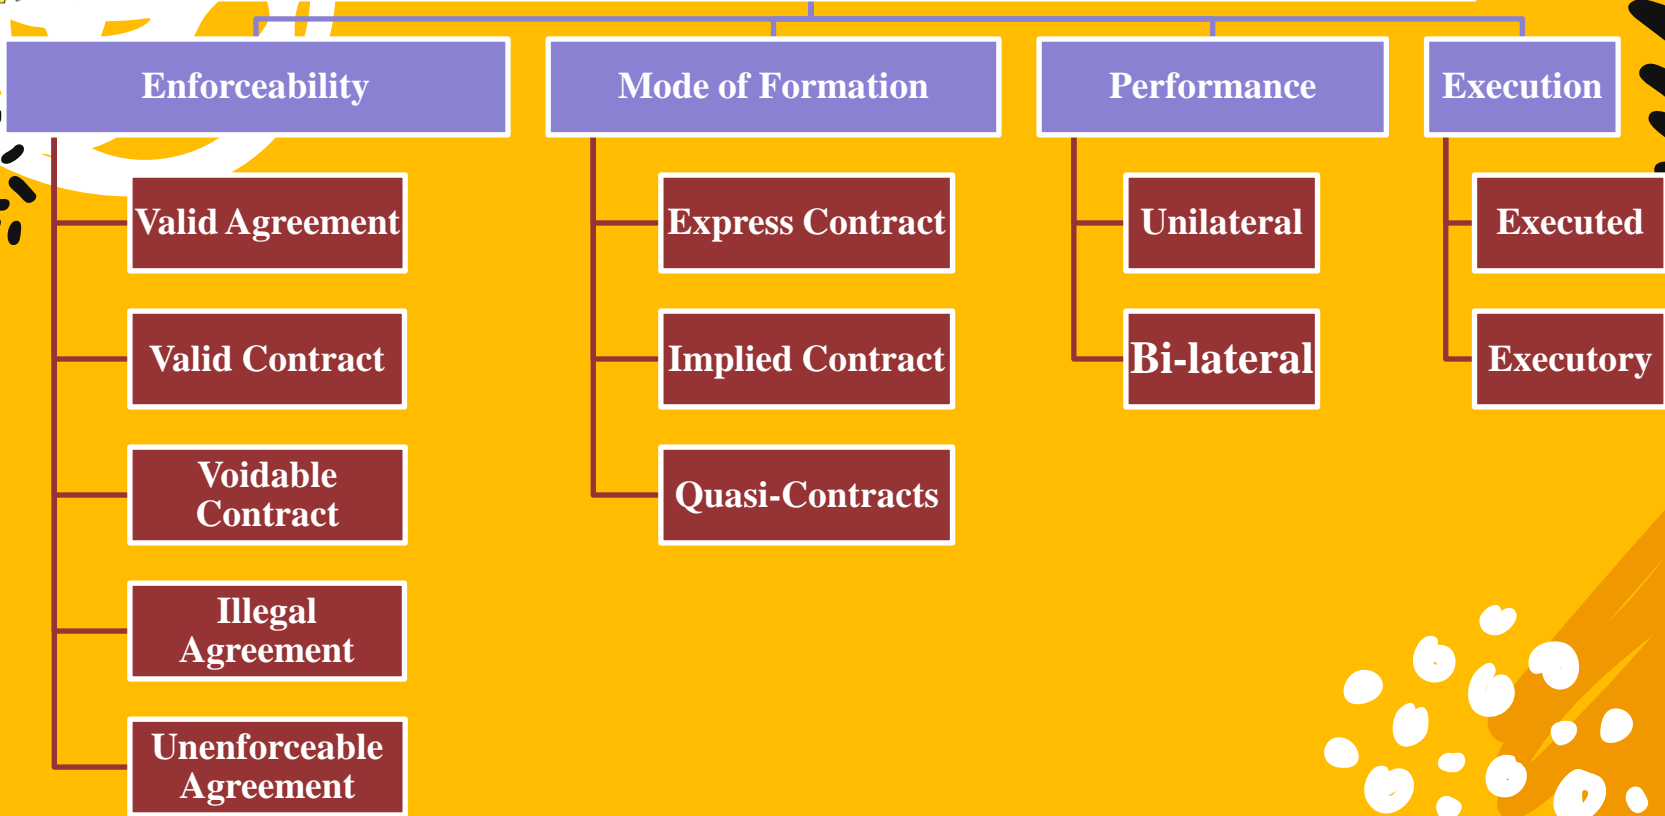 Enforceability
Mode of Formation
Performance
Execution
Valid Agreement
Valid Contract
Voidable
Contract
Illegal
Agreement
Unenforceable
Agreement
Express Contract
Implied Contract
Quasi-Contracts
Unilateral
Bi-lateral
Executed
Executory